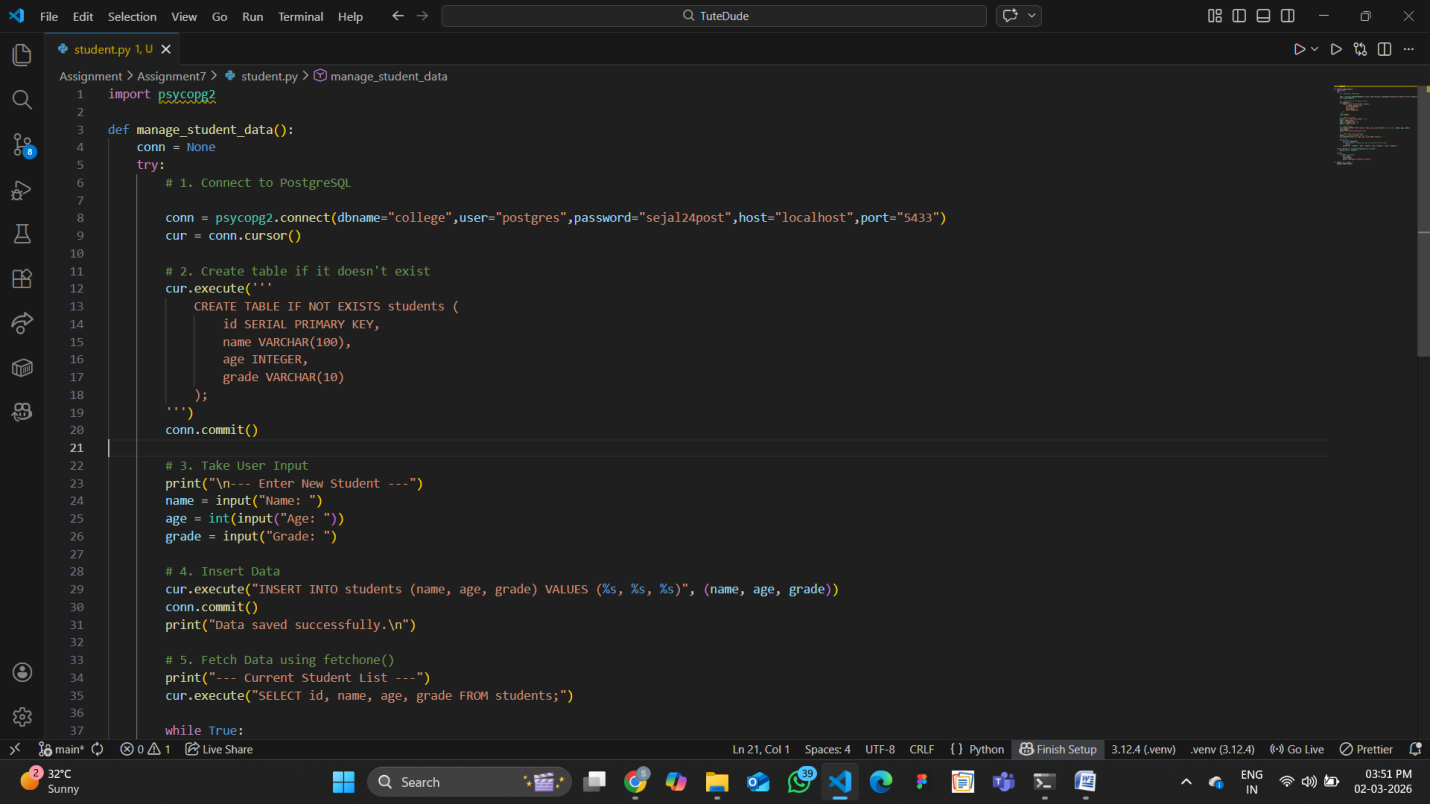 File Edit Selection View Go Run Terminal Help
TuteDude
student.py 1, U
Assignment > Assignment7 > student.py > manage_student_data
1 import psycopg2
2
3 def manage_student_data():
4 conn = None
5 try:
6 # 1. Connect to PostgreSQL
7
8 conn = psycopg2.connect(dbname="college",user="postgres",password="sejal24post",host="localhost",port="5433")
9 cur = conn.cursor()
10
11 # 2. Create table if it doesn't exist
12 cur.execute('''
13 CREATE TABLE IF NOT EXISTS students (
14 id SERIAL PRIMARY KEY,
15 name VARCHAR(100),
16 age INTEGER,
17 grade VARCHAR(10)
18 );
19 ''')
20 conn.commit()
21
22 # 3. Take User Input
23 print("\n--- Enter New Student ---")
24 name = input("Name: ")
25 age = int(input("Age: "))
26 grade = input("Grade: ")
27
28 # 4. Insert Data
29 cur.execute("INSERT INTO students (name, age, grade) VALUES (%s, %s, %s)", (name, age, grade))
30 conn.commit()
31 print("Data saved successfully.\n")
32
33 # 5. Fetch Data using fetchone()
34 print("--- Current Student List ---")
35 cur.execute("SELECT id, name, age, grade FROM students;")
36
37 while True:
8
main* 0 1 Live Share Ln 21, Col 1 Spaces: 4 UTF-8 CRLF { } Python Finish Setup 3.12.4 (.venv) .venv (3.12.4) Go Live Prettier
2 32°C
Sunny
Search
39
ENG
IN
03:51 PM
02-03-2026